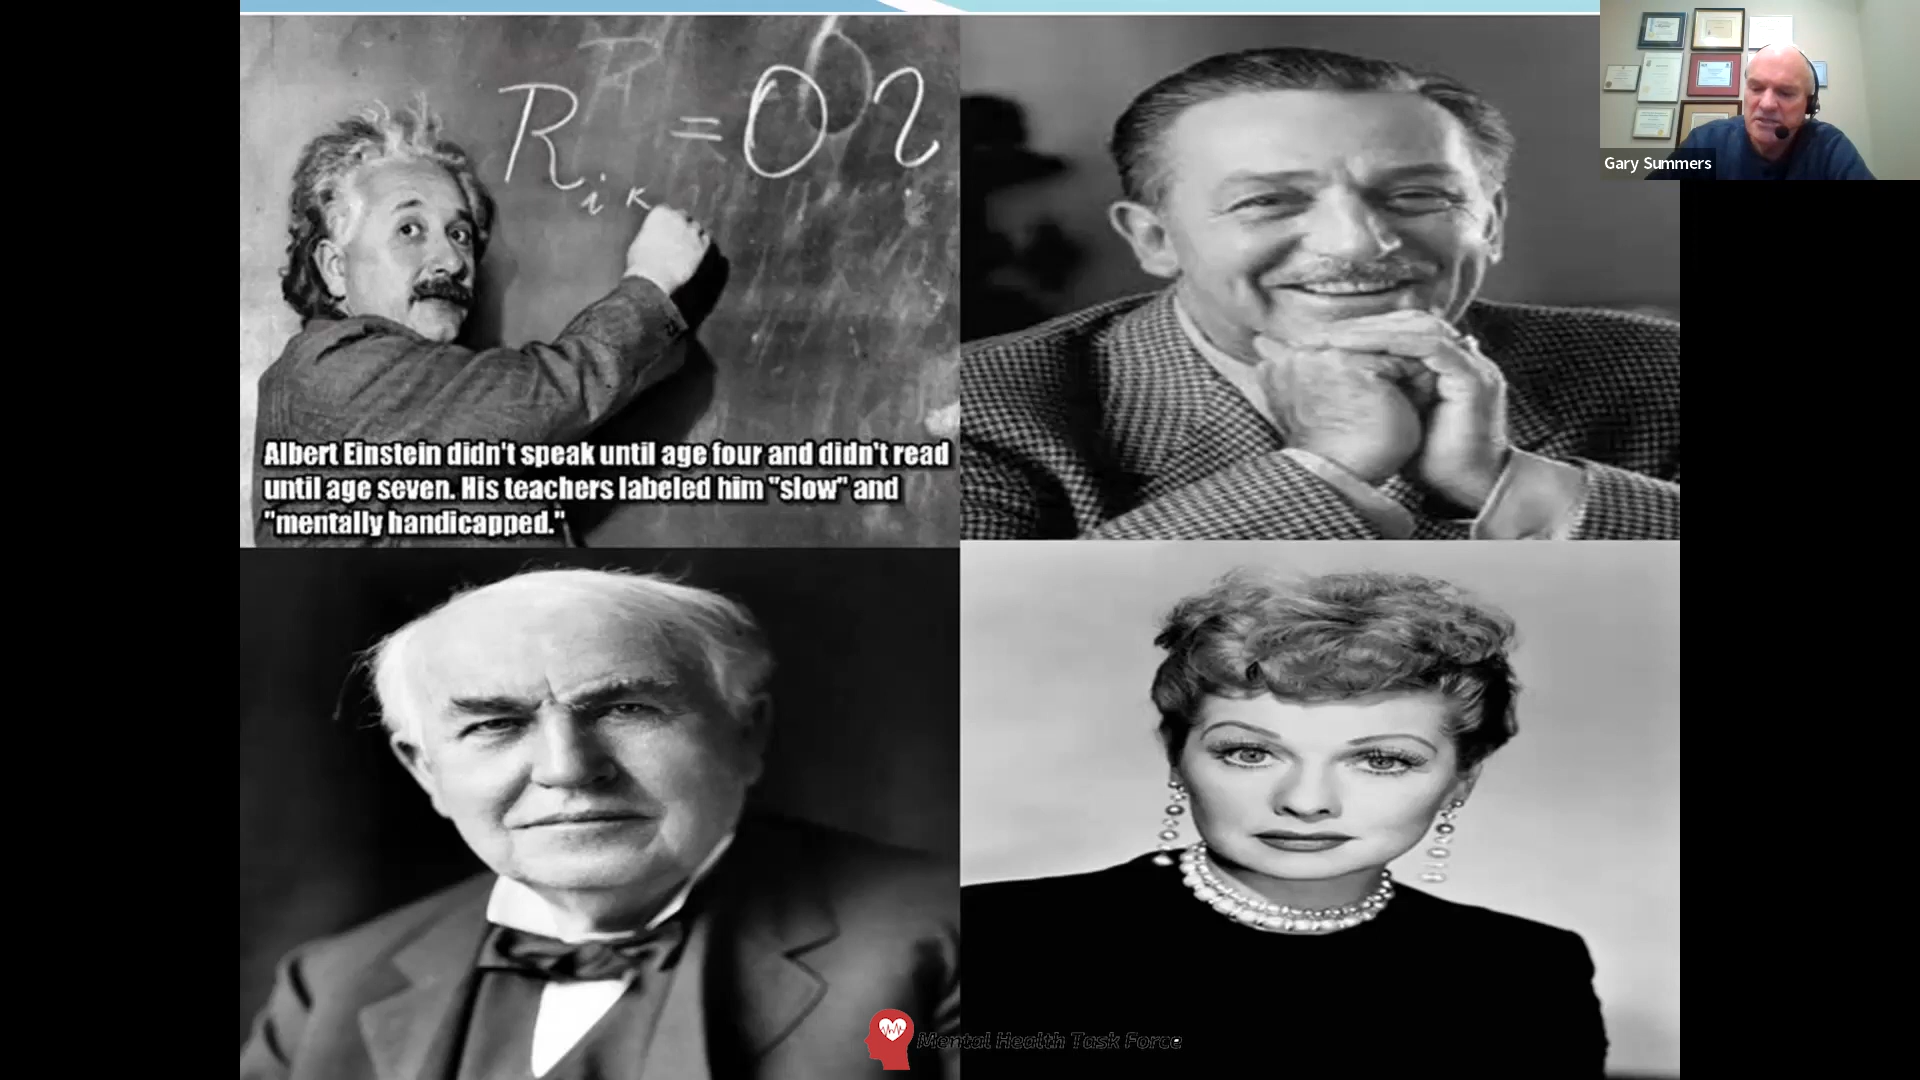 R i κ = 0 ?
Gary Summers
Albert Einstein didn't speak until age four and didn't read
until age seven. His teachers labeled him "slow" and
"mentally handicapped."
Mental Health Task Force